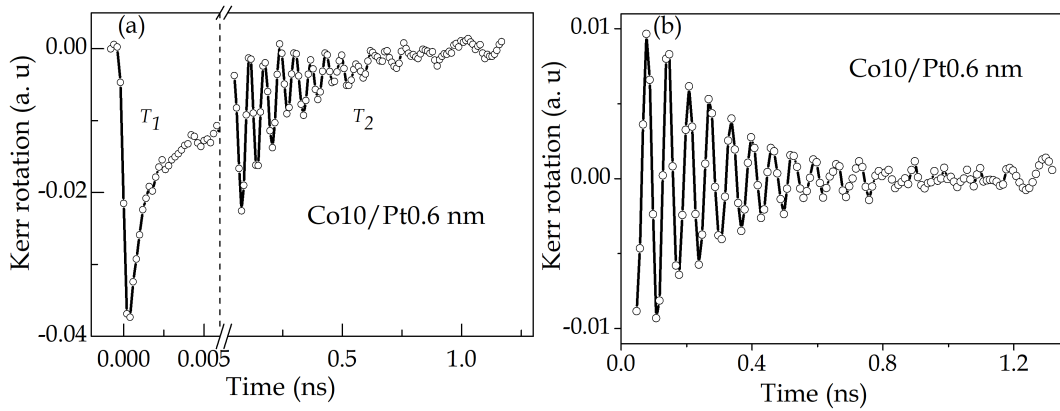 (a)
0.00
-0.02
-0.04
Kerr rotation (a. u)
T1
T2
Co10/Pt0.6 nm
0.000 0.005 0.5 1.0
Time (ns)
(b)
0.01
0.00
-0.01
Kerr rotation (a. u)
Co10/Pt0.6 nm
0.0 0.4 0.8 1.2
Time (ns)